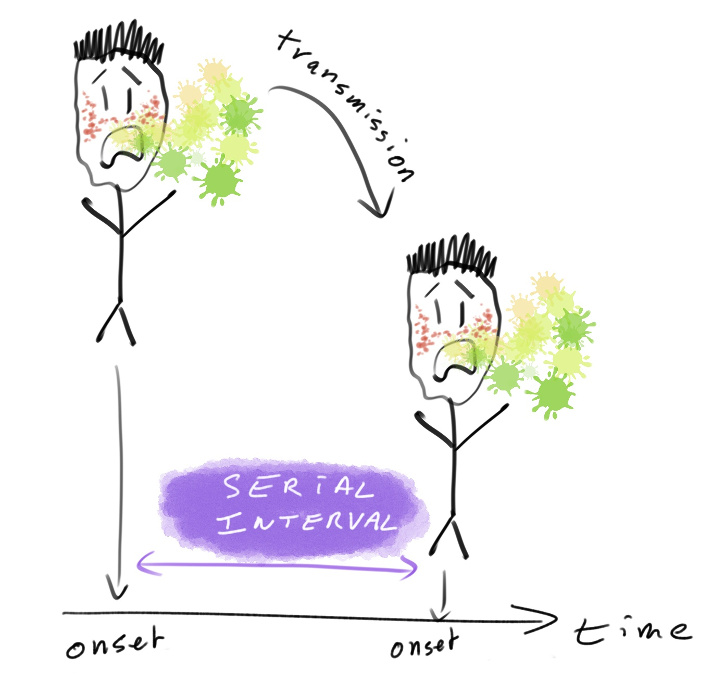 transmission
SERiAL
INTERVAL
onset
onset
time